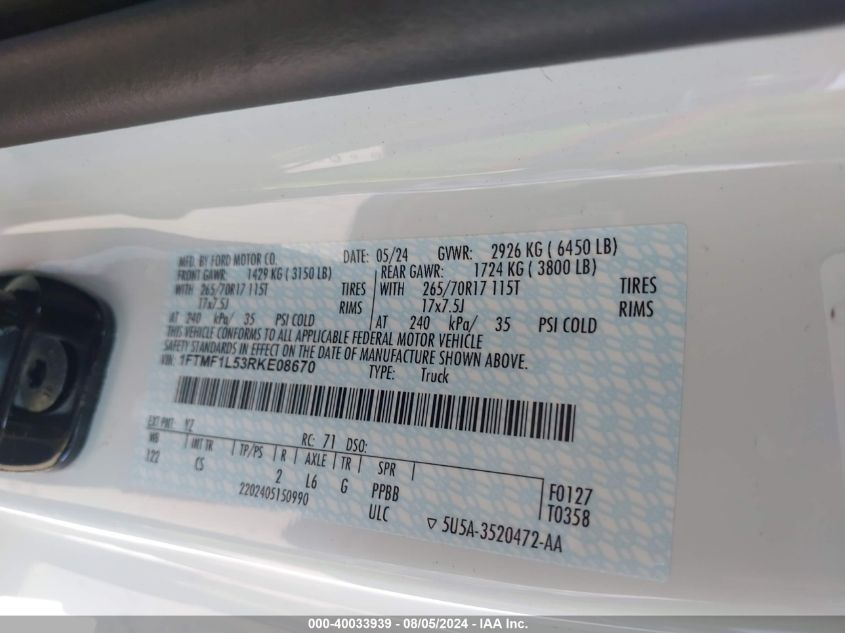 MFD. BY FORD MOTOR CO. DATE: 05/24 GVWR: 2926 KG ( 6450 LB)
FRONT GAWR: 1429 KG ( 3150 LB) REAR GAWR: 1724 KG ( 3800 LB)
WITH 265/70R17 115T TIRES WITH 265/70R17 115T TIRES
17x7.5J RIMS 17x7.5J RIMS
AT 240 kPa/ 35 PSI COLD AT 240 kPa/ 35 PSI COLD
THIS VEHICLE CONFORMS TO ALL APPLICABLE FEDERAL MOTOR VEHICLE
SAFETY STANDARDS IN EFFECT ON THE DATE OF MANUFACTURE SHOWN ABOVE.
VIN: 1FTMF1L53RKE08670 TYPE: Truck
EXT PNT: YZ RC: 71 DSO:
WB INT TR TP/PS R AXLE TR SPR F0127
122 CS 2 L6 G PPBB T0358
2202405150990 ULC ▽ 5U5A-3520472-AA
000-40033939 - 08/05/2024 - IAA Inc.